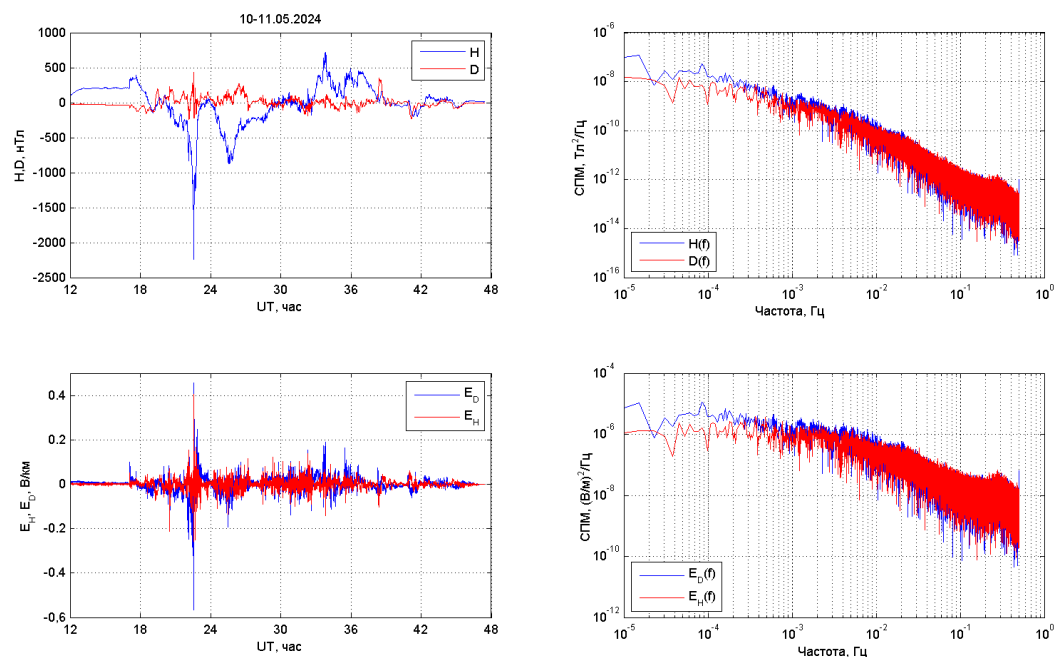 10-11.05.2024
1000
500
0
-500
-1000
-1500
-2000
-2500
H,D, нТл
12 18 24 30 36 42 48
UT, час
H
D
10⁻⁶
10⁻⁸
10⁻¹⁰
10⁻¹²
10⁻¹⁴
10⁻¹⁶
СПМ, Тл²/Гц
H(f)
D(f)
10⁻⁵ 10⁻⁴ 10⁻³ 10⁻² 10⁻¹ 10⁰
Частота, Гц
0.4
0.2
0
-0.2
-0.4
-0,6
E_H, E_D, В/км
12 18 24 30 36 42 48
UT, час
E_D
E_H
10⁻⁴
10⁻⁶
10⁻⁸
10⁻¹⁰
10⁻¹²
СПМ, (В/м)²/Гц
E_D(f)
E_H(f)
10⁻⁵ 10⁻⁴ 10⁻³ 10⁻² 10⁻¹ 10⁰
Частота, Гц